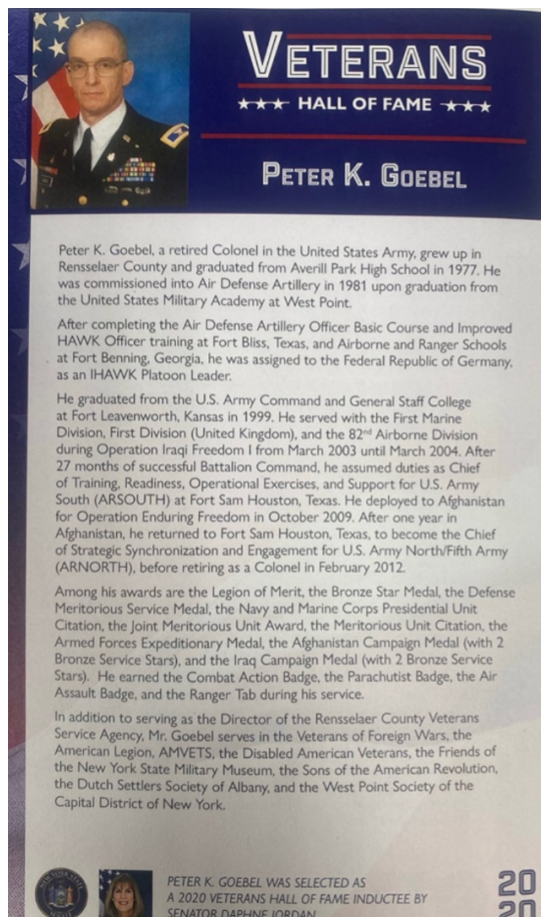 VETERANS
★★★ HALL OF FAME ★★★
PETER K. GOEBEL
Peter K. Goebel, a retired Colonel in the United States Army, grew up in
Rensselaer County and graduated from Averill Park High School in 1977. He
was commissioned into Air Defense Artillery in 1981 upon graduation from
the United States Military Academy at West Point.
After completing the Air Defense Artillery Officer Basic Course and Improved
HAWK Officer training at Fort Bliss, Texas, and Airborne and Ranger Schools
at Fort Benning, Georgia, he was assigned to the Federal Republic of Germany,
as an IHAWK Platoon Leader.
He graduated from the U.S. Army Command and General Staff College
at Fort Leavenworth, Kansas in 1999. He served with the First Marine
Division, First Division (United Kingdom), and the 82nd Airborne Division
during Operation Iraqi Freedom I from March 2003 until March 2004. After
27 months of successful Battalion Command, he assumed duties as Chief
of Training, Readiness, Operational Exercises, and Support for U.S. Army
South (ARSOUTH) at Fort Sam Houston, Texas. He deployed to Afghanistan
for Operation Enduring Freedom in October 2009. After one year in
Afghanistan, he returned to Fort Sam Houston, Texas, to become the Chief
of Strategic Synchronization and Engagement for U.S. Army North/Fifth Army
(ARNORTH), before retiring as a Colonel in February 2012.
Among his awards are the Legion of Merit, the Bronze Star Medal, the Defense
Meritorious Service Medal, the Navy and Marine Corps Presidential Unit
Citation, the Joint Meritorious Unit Award, the Meritorious Unit Citation, the
Armed Forces Expeditionary Medal, the Afghanistan Campaign Medal (with 2
Bronze Service Stars), and the Iraq Campaign Medal (with 2 Bronze Service
Stars). He earned the Combat Action Badge, the Parachutist Badge, the Air
Assault Badge, and the Ranger Tab during his service.
In addition to serving as the Director of the Rensselaer County Veterans
Service Agency, Mr. Goebel serves in the Veterans of Foreign Wars, the
American Legion, AMVETS, the Disabled American Veterans, the Friends of
the New York State Military Museum, the Sons of the American Revolution,
the Dutch Settlers Society of Albany, and the West Point Society of the
Capital District of New York.
PETER K. GOEBEL WAS SELECTED AS
A 2020 VETERANS HALL OF FAME INDUCTEE BY
SENATOR DAPHNE JORDAN
20
20